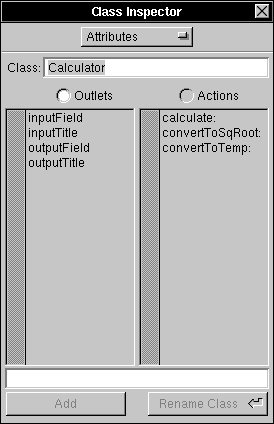 Class Inspector
Attributes
Class: Calculator
Outlets
Actions
inputField
inputTitle
outputField
outputTitle
calculate:
convertToSqRoot:
convertToTemp:
Add
Rename Class